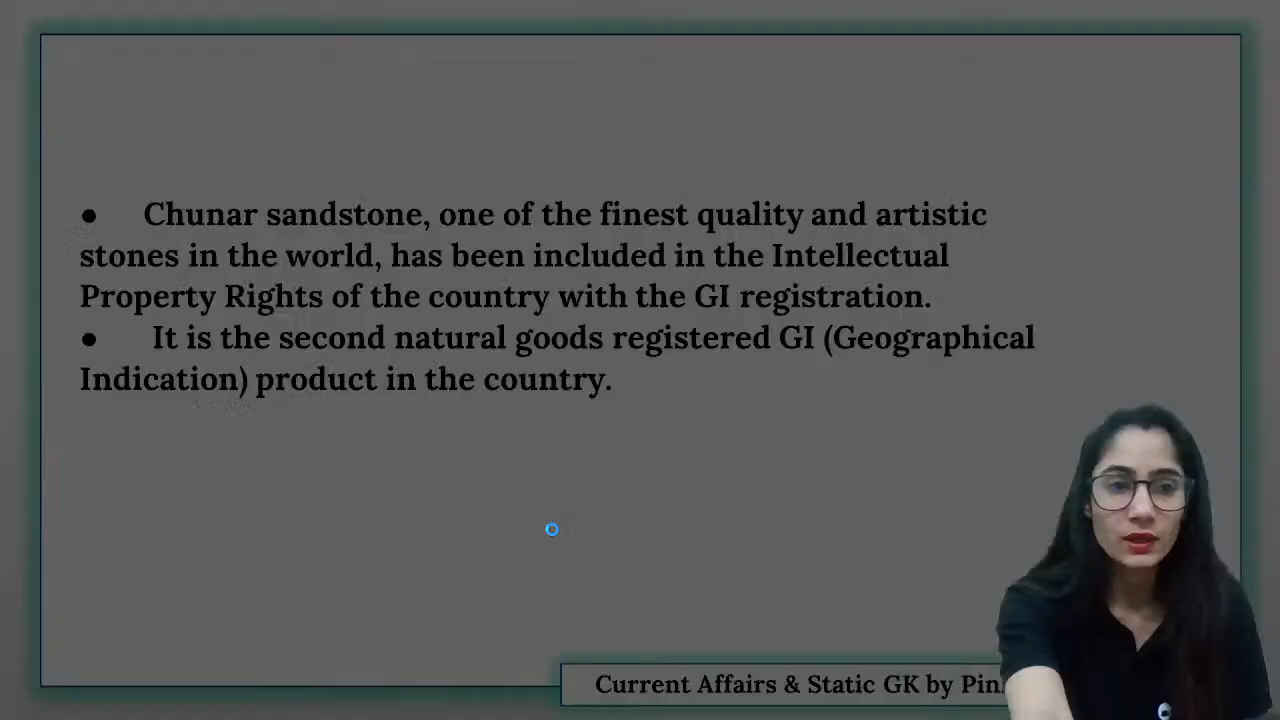 ● Chunar sandstone, one of the finest quality and artistic
stones in the world, has been included in the Intellectual
Property Rights of the country with the GI registration.
● It is the second natural goods registered GI (Geographical
Indication) product in the country.
Current Affairs & Static GK by